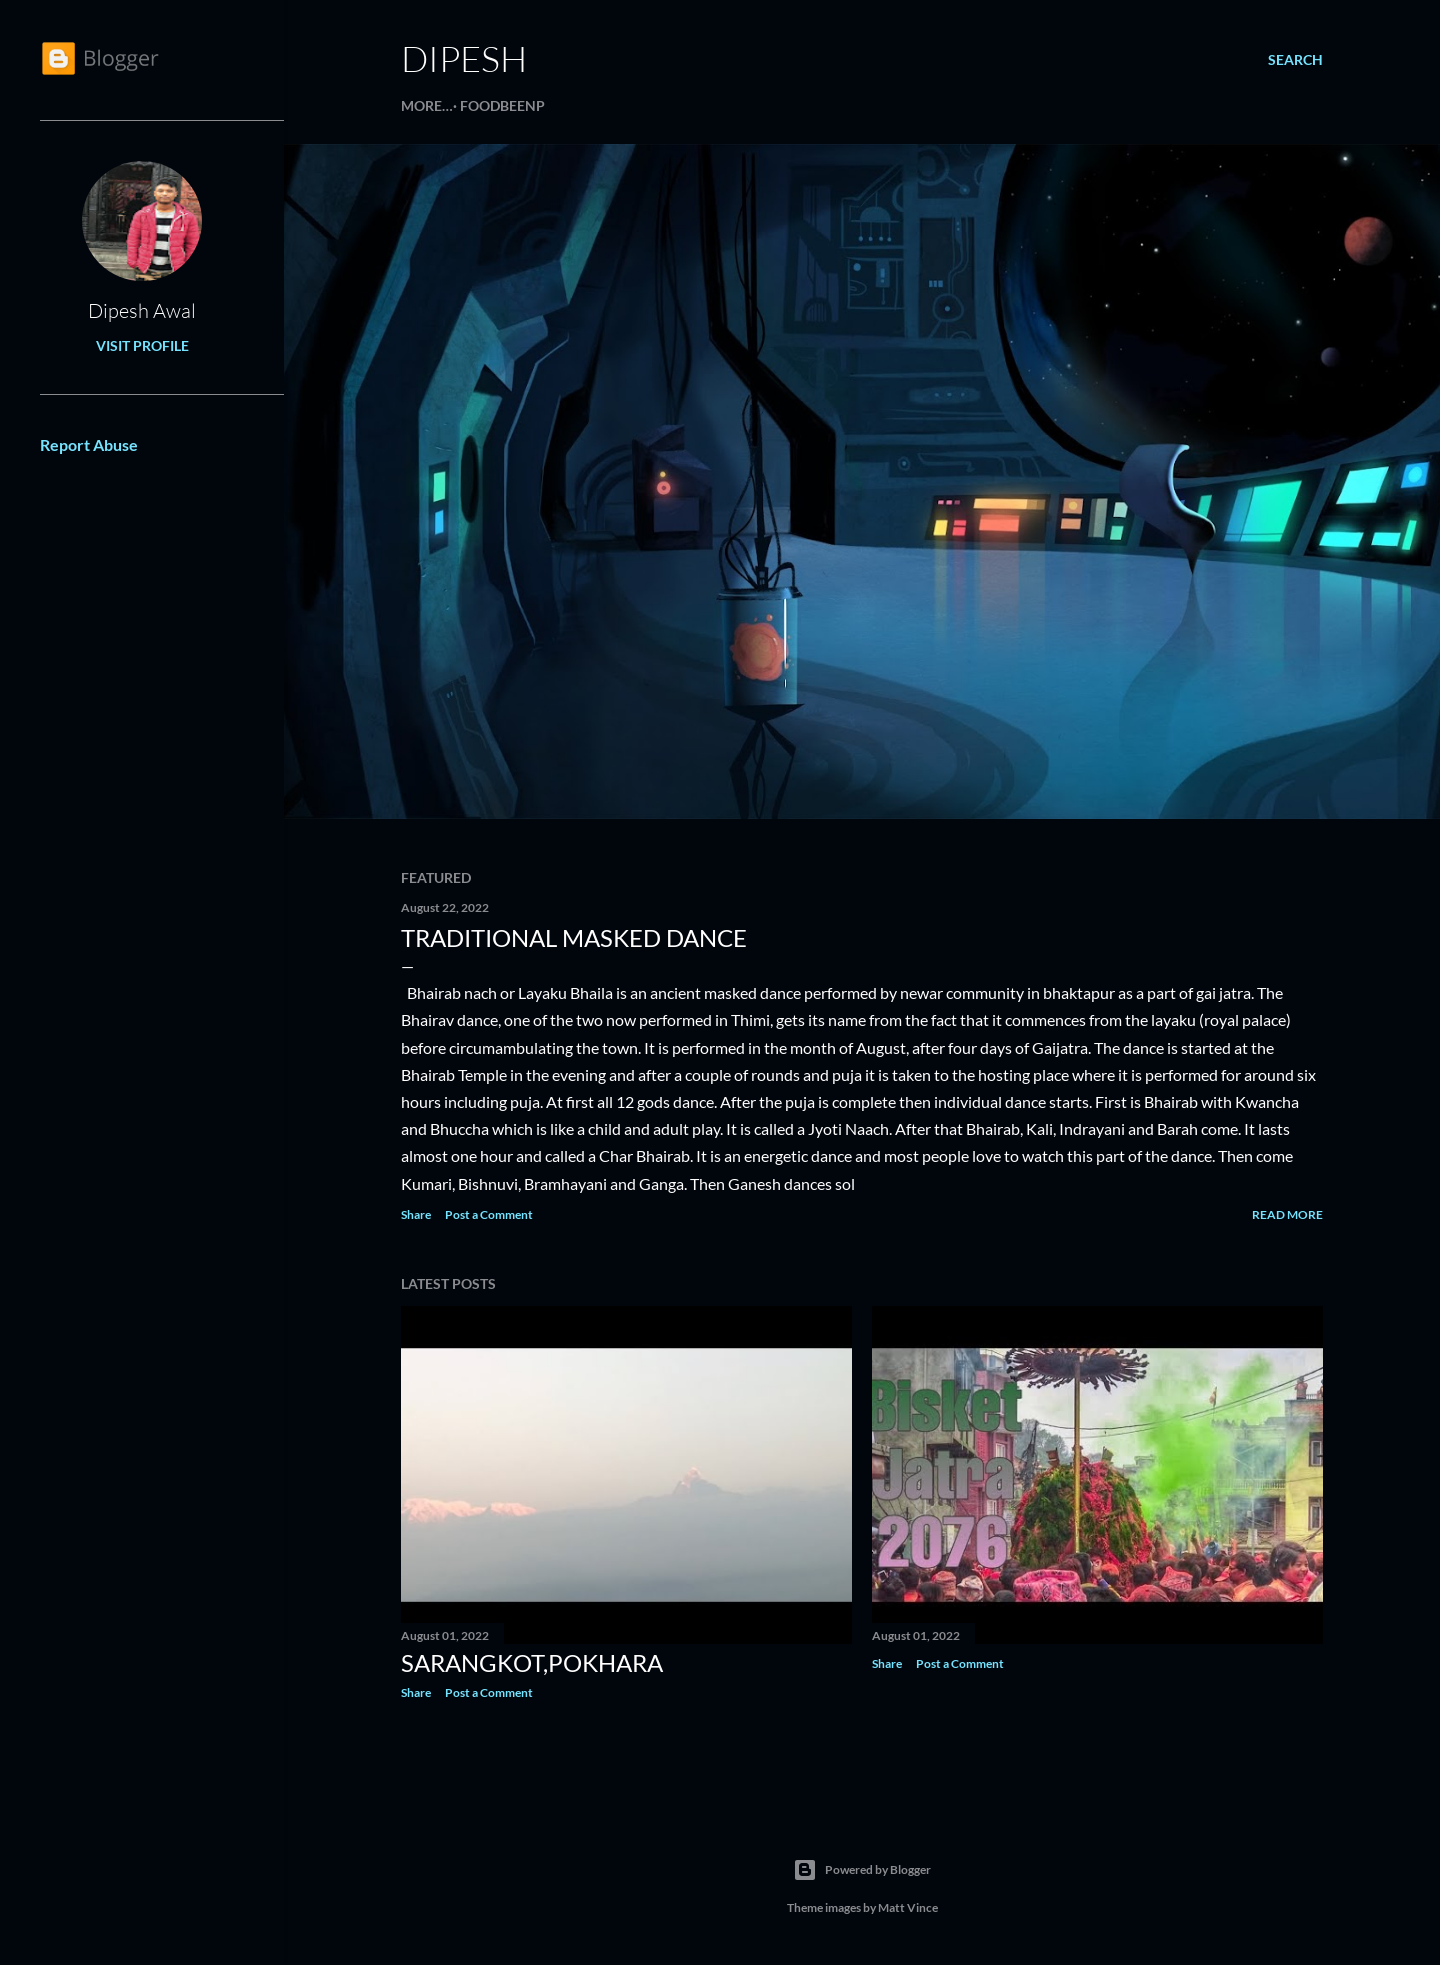 Blogger
Dipesh Awal
VISIT PROFILE
Report Abuse
DIPESH
SEARCH
MORE…· FOODBEENP
FEATURED
August 22, 2022
TRADITIONAL MASKED DANCE
—
Bhairab nach or Layaku Bhaila is an ancient masked dance performed by newar community in bhaktapur as a part of gai jatra. The
Bhairav dance, one of the two now performed in Thimi, gets its name from the fact that it commences from the layaku (royal palace)
before circumambulating the town. It is performed in the month of August, after four days of Gaijatra. The dance is started at the
Bhairab Temple in the evening and after a couple of rounds and puja it is taken to the hosting place where it is performed for around six
hours including puja. At first all 12 gods dance. After the puja is complete then individual dance starts. First is Bhairab with Kwancha
and Bhuccha which is like a child and adult play. It is called a Jyoti Naach. After that Bhairab, Kali, Indrayani and Barah come. It lasts
almost one hour and called a Char Bhairab. It is an energetic dance and most people love to watch this part of the dance. Then come
Kumari, Bishnuvi, Bramhayani and Ganga. Then Ganesh dances sol
Share Post a Comment READ MORE
LATEST POSTS
Bisket
Jatra
2076
August 01, 2022
SARANGKOT,POKHARA
Share Post a Comment
August 01, 2022
Share Post a Comment
Powered by Blogger
Theme images by Matt Vince